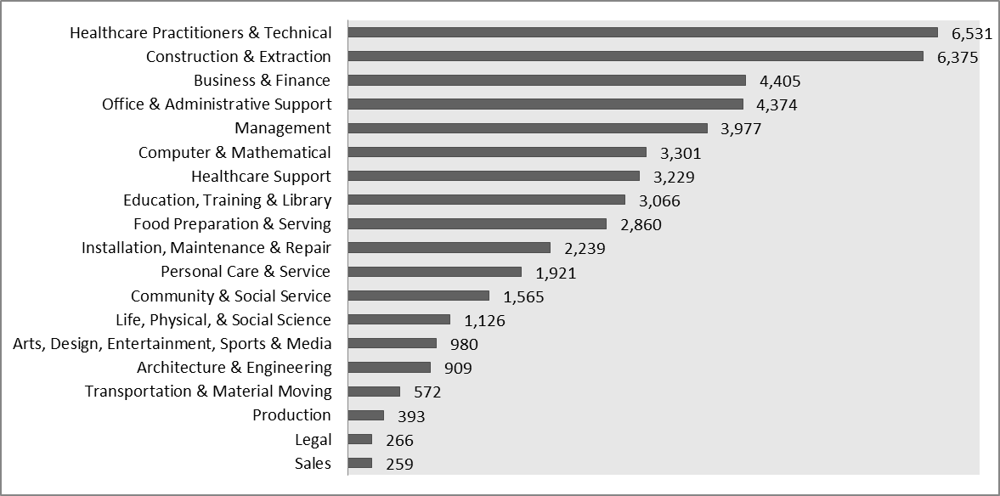 Healthcare Practitioners & Technical 6,531
Construction & Extraction 6,375
Business & Finance 4,405
Office & Administrative Support 4,374
Management 3,977
Computer & Mathematical 3,301
Healthcare Support 3,229
Education, Training & Library 3,066
Food Preparation & Serving 2,860
Installation, Maintenance & Repair 2,239
Personal Care & Service 1,921
Community & Social Service 1,565
Life, Physical, & Social Science 1,126
Arts, Design, Entertainment, Sports & Media 980
Architecture & Engineering 909
Transportation & Material Moving 572
Production 393
Legal 266
Sales 259